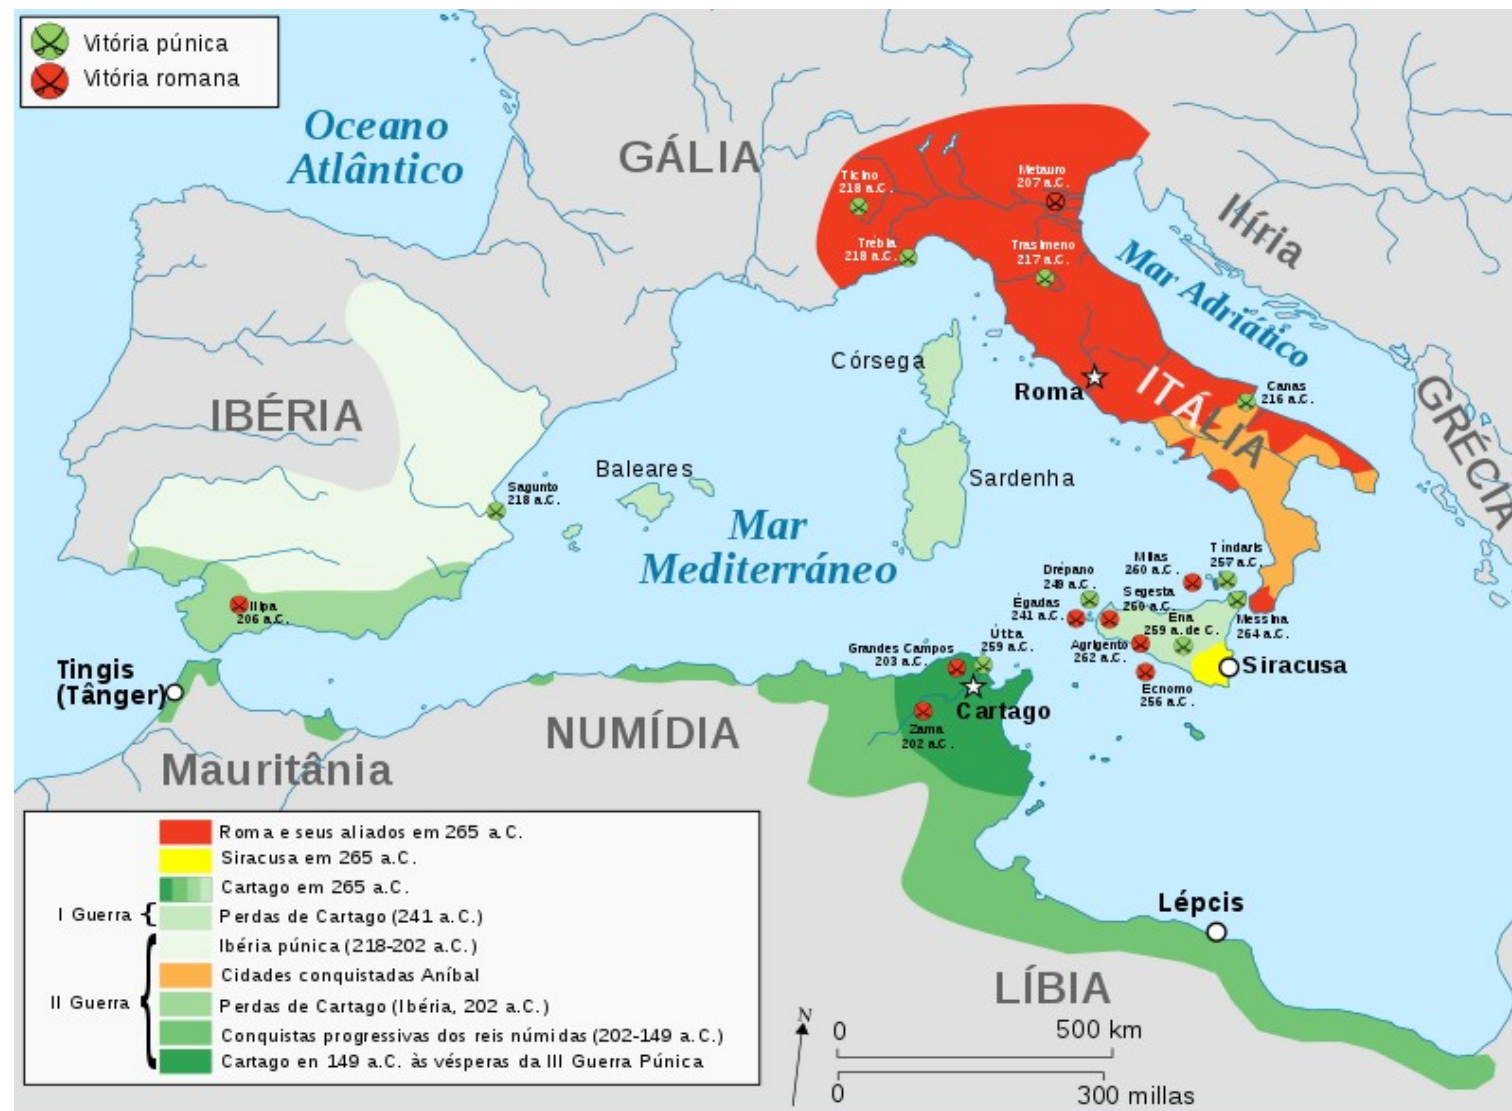 Vitória púnica
Vitória romana
Oceano
Atlântico
GÁLIA
Ilíria
Ticino
218 a.C.
Metauro
207 a.C.
Trébia
218 a.C.
Trasimeno
217 a.C.
Mar Adriático
Córsega
Roma
ITÁLIA
Canas
216 a.C.
GRÉCIA
IBÉRIA
Baleares
Sardenha
Sagunto
218 a.C.
Mar
Mediterráneo
Ilipa
206 a.C.
Drépano
249 a.C.
Milas
260 a.C.
Tíndaris
257 a.C.
Égadas
241 a.C.
Segesta
260 a.C.
Ena
259 a. de C.
Messina
264 a.C.
Agrigento
262 a.C.
Siracusa
Ecnomo
256 a.C.
Grandes Campos
203 a.C.
Útica
259 a.C.
Cartago
Zama
202 a.C.
Tingis
(Tânger)
NUMÍDIA
Mauritânia
Lépcis
LÍBIA
Roma e seus aliados em 265 a.C.
Siracusa em 265 a.C.
Cartago em 265 a.C.
I Guerra
Perdas de Cartago (241 a.C.)
Ibéria púnica (218-202 a.C.)
Cidades conquistadas Aníbal
II Guerra
Perdas de Cartago (Ibéria, 202 a.C.)
Conquistas progressivas dos reis númidas (202-149 a.C.)
Cartago en 149 a.C. às vésperas da III Guerra Púnica
N
0 500 km
0 300 millas